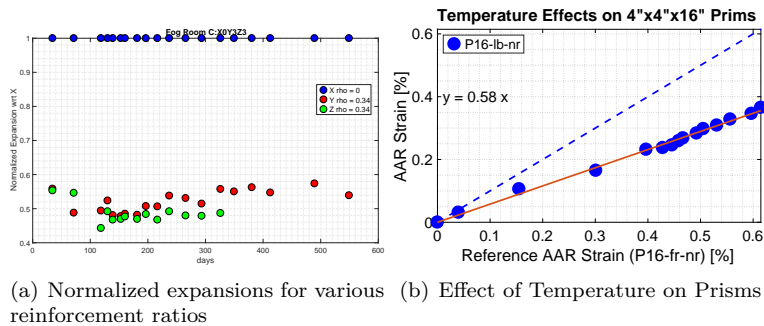 Fog Room C:X0Y3Z3
Normalized Expansion wrt X
1
0.9
0.8
0.7
0.6
0.5
0.4
0
100
200
300
400
500
600
days
X rho = 0
Y rho = 0.34
Z rho = 0.34
Temperature Effects on 4"x4"x16" Prims
P16-lb-nr
y = 0.58 x
AAR Strain [%]
0.6
0.4
0.2
0
0
0.1
0.2
0.3
0.4
0.5
0.6
Reference AAR Strain (P16-fr-nr) [%]
(a) Normalized expansions for various
reinforcement ratios
(b) Effect of Temperature on Prisms